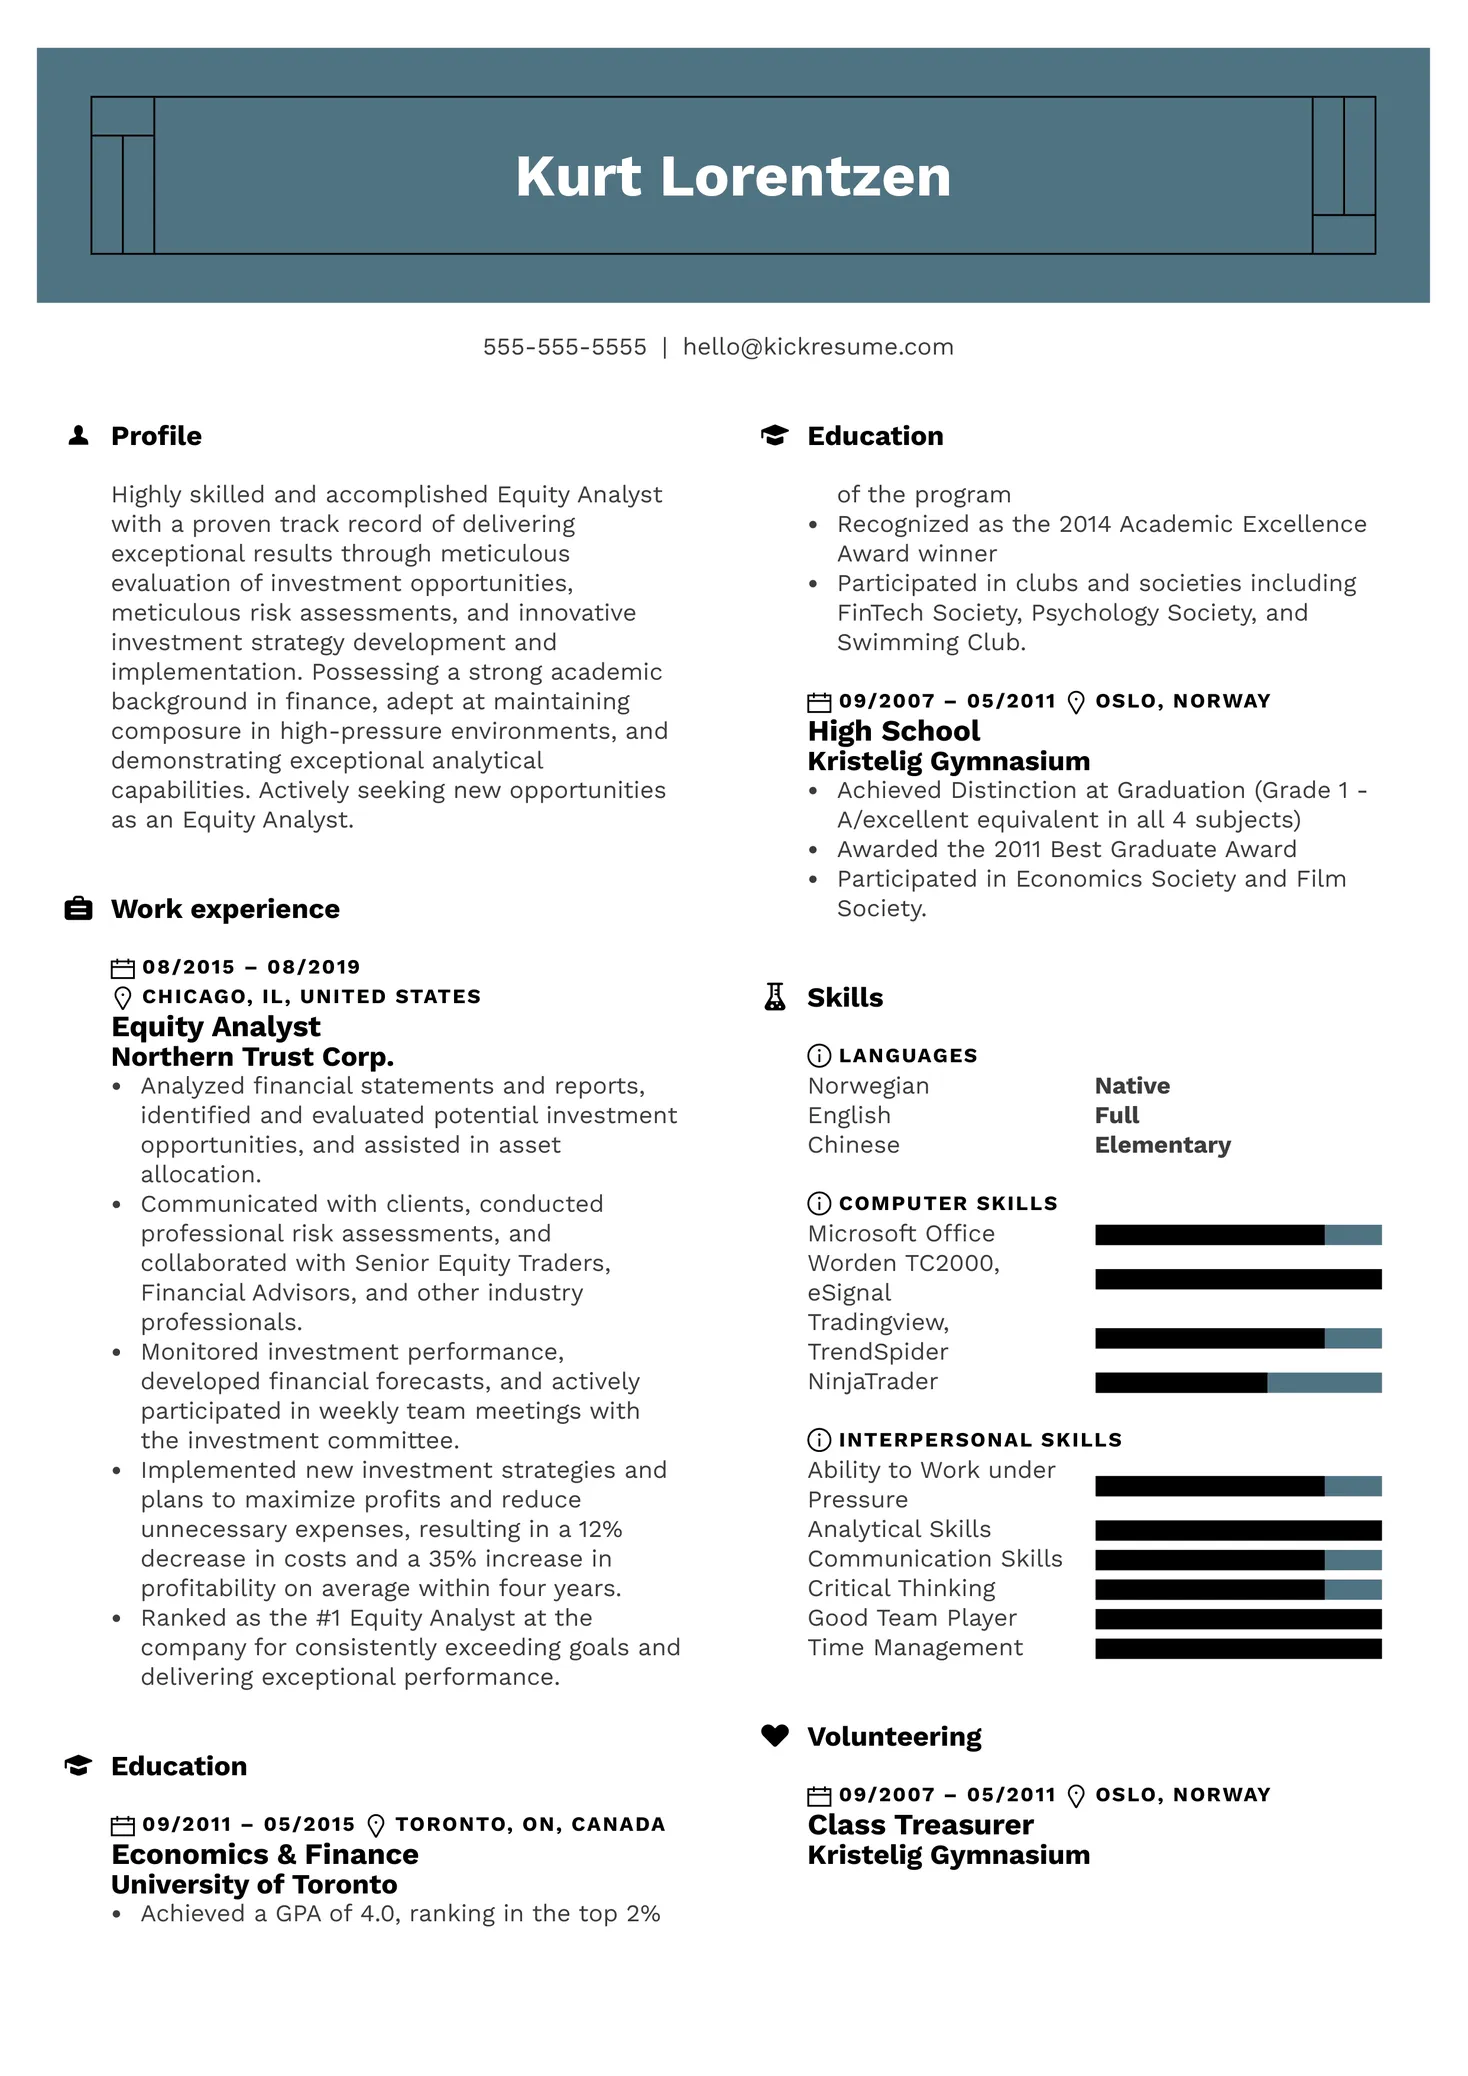 Kurt Lorentzen
555-555-5555 | hello@kickresume.com
Profile
Highly skilled and accomplished Equity Analyst
with a proven track record of delivering
exceptional results through meticulous
evaluation of investment opportunities,
meticulous risk assessments, and innovative
investment strategy development and
implementation. Possessing a strong academic
background in finance, adept at maintaining
composure in high-pressure environments, and
demonstrating exceptional analytical
capabilities. Actively seeking new opportunities
as an Equity Analyst.
Work experience
08/2015 – 08/2019
CHICAGO, IL, UNITED STATES
Equity Analyst
Northern Trust Corp.
• Analyzed financial statements and reports,
identified and evaluated potential investment
opportunities, and assisted in asset
allocation.
• Communicated with clients, conducted
professional risk assessments, and
collaborated with Senior Equity Traders,
Financial Advisors, and other industry
professionals.
• Monitored investment performance,
developed financial forecasts, and actively
participated in weekly team meetings with
the investment committee.
• Implemented new investment strategies and
plans to maximize profits and reduce
unnecessary expenses, resulting in a 12%
decrease in costs and a 35% increase in
profitability on average within four years.
• Ranked as the #1 Equity Analyst at the
company for consistently exceeding goals and
delivering exceptional performance.
Education
09/2011 – 05/2015 TORONTO, ON, CANADA
Economics & Finance
University of Toronto
• Achieved a GPA of 4.0, ranking in the top 2%
Education
of the program
• Recognized as the 2014 Academic Excellence
Award winner
• Participated in clubs and societies including
FinTech Society, Psychology Society, and
Swimming Club.
09/2007 – 05/2011 OSLO, NORWAY
High School
Kristelig Gymnasium
• Achieved Distinction at Graduation (Grade 1 -
A/excellent equivalent in all 4 subjects)
• Awarded the 2011 Best Graduate Award
• Participated in Economics Society and Film
Society.
Skills
LANGUAGES
Norwegian Native
English Full
Chinese Elementary
COMPUTER SKILLS
Microsoft Office
Worden TC2000,
eSignal
Tradingview,
TrendSpider
NinjaTrader
INTERPERSONAL SKILLS
Ability to Work under
Pressure
Analytical Skills
Communication Skills
Critical Thinking
Good Team Player
Time Management
Volunteering
09/2007 – 05/2011 OSLO, NORWAY
Class Treasurer
Kristelig Gymnasium